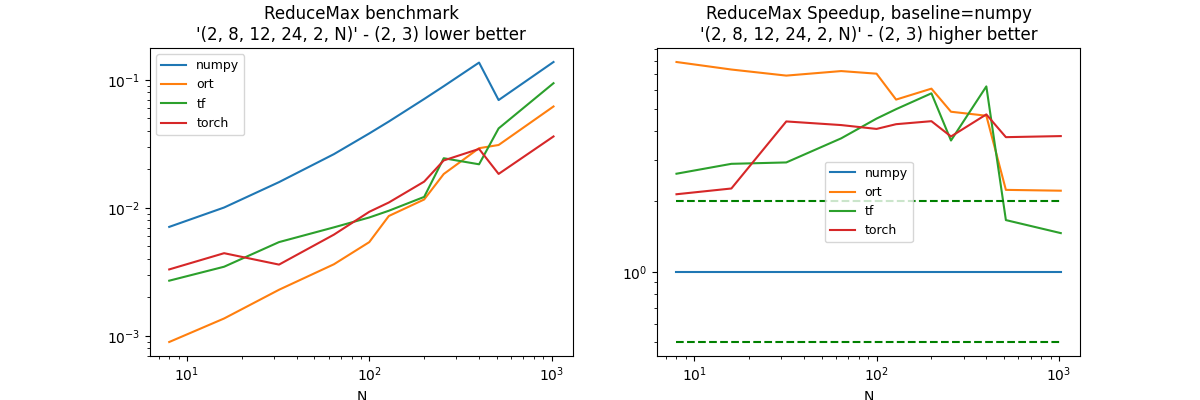 ReduceMax benchmark
'(2, 8, 12, 24, 2, N)' - (2, 3) lower better
numpy
ort
tf
torch
10⁻¹
10⁻²
10⁻³
10¹
10²
10³
N
ReduceMax Speedup, baseline=numpy
'(2, 8, 12, 24, 2, N)' - (2, 3) higher better
numpy
ort
tf
torch
10⁰
10¹
10²
10³
N